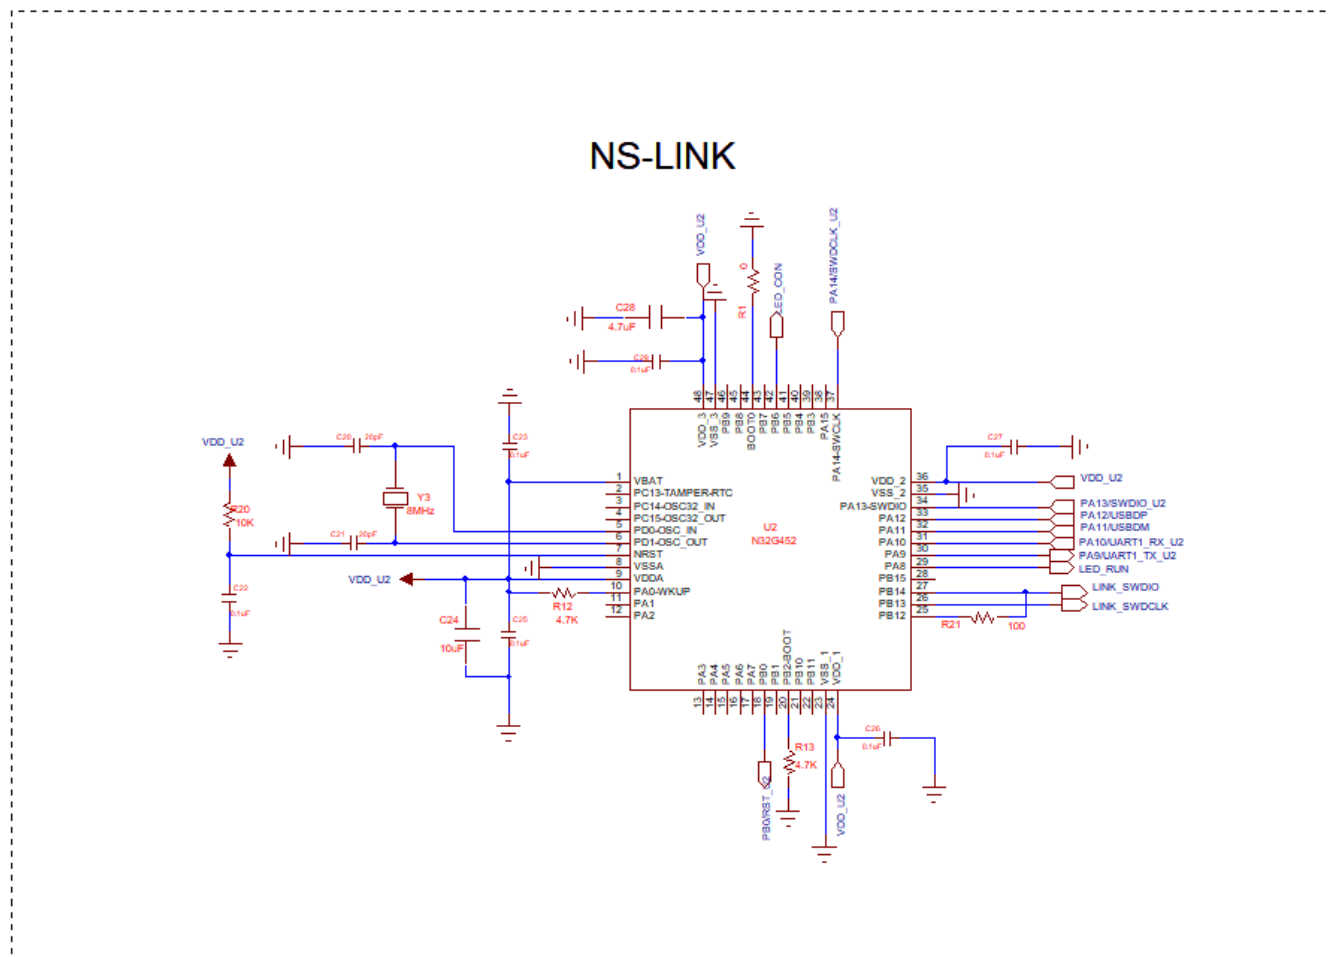 NS-LINK
VDD_U2
PA14/SWDCLK_U2
LED_CON
0
R1
C28
4.7uF
C29
0.1uF
48
47
46
45
44
43
42
41
40
39
38
37
VDD_3
VSS_3
PB9
PB8
BOOT0
PB7
PB6
PB5
PB4
PB3
PA15
PA14-SWCLK
VDD_U2
C20 20pF
C23
0.1uF
C27
0.1uF
R20
10K
Y3
8MHz
C21 20pF
C22
0.1uF
VDD_U2
C24
10uF
C25
0.1uF
R12
4.7K
1 VBAT
2 PC13-TAMPER-RTC
3 PC14-OSC32_IN
4 PC15-OSC32_OUT
5 PD0-OSC_IN
6 PD1-OSC_OUT
7 NRST
8 VSSA
9 VDDA
10 PA0-WKUP
11 PA1
12 PA2
U2
N32G452
VDD_2 36
VSS_2 35
PA13-SWDIO 34
PA12 33
PA11 32
PA10 31
PA9 30
PA8 29
PB15 28
PB14 27
PB13 26
PB12 25
VDD_U2
PA13/SWDIO_U2
PA12/USBDP
PA11/USBDM
PA10/UART1_RX_U2
PA9/UART1_TX_U2
LED_RUN
LINK_SWDIO
LINK_SWDCLK
R21 100
PA3
PA4
PA5
PA6
PA7
PB0
PB1
PB2-BOOT
PB10
PB11
VSS_1
VDD_1
13
14
15
16
17
18
19
20
21
22
23
24
R13
4.7K
C26
0.1uF
PB0/RST_U2
VDD_U2